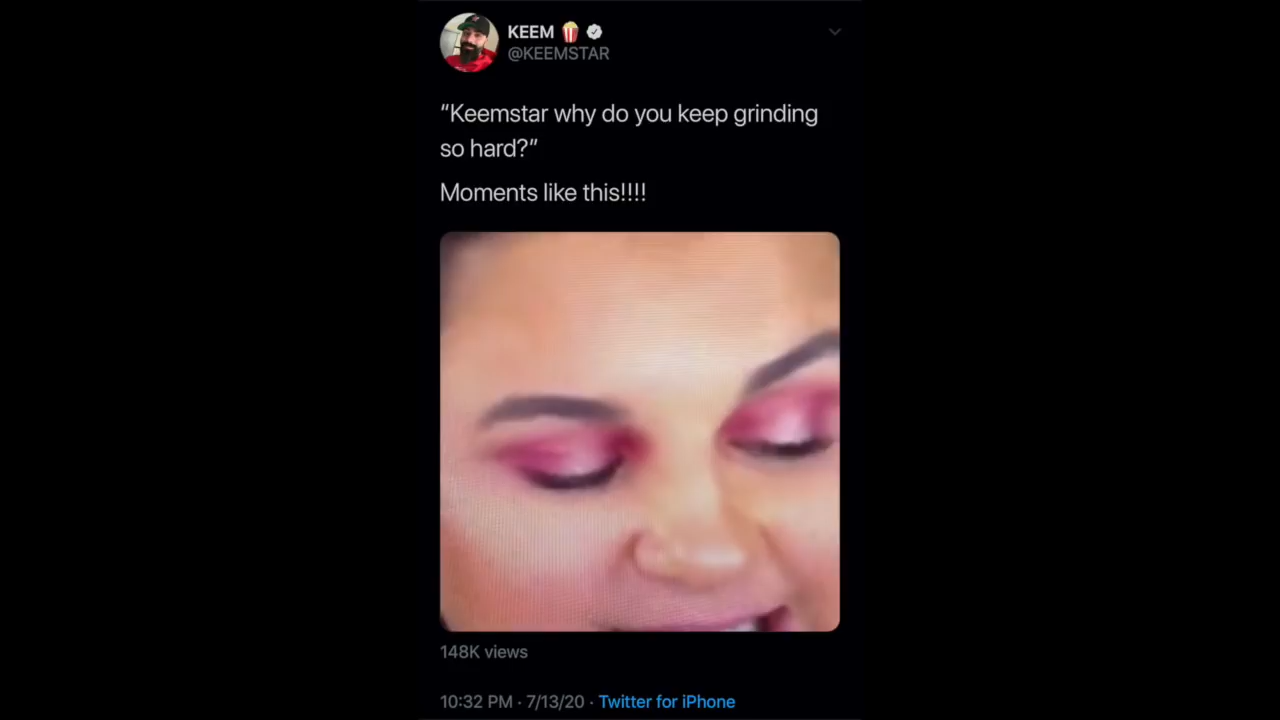 KEEM 🍿
@KEEMSTAR
“Keemstar why do you keep grinding
so hard?”
Moments like this!!!!
148K views
10:32 PM · 7/13/20 · Twitter for iPhone